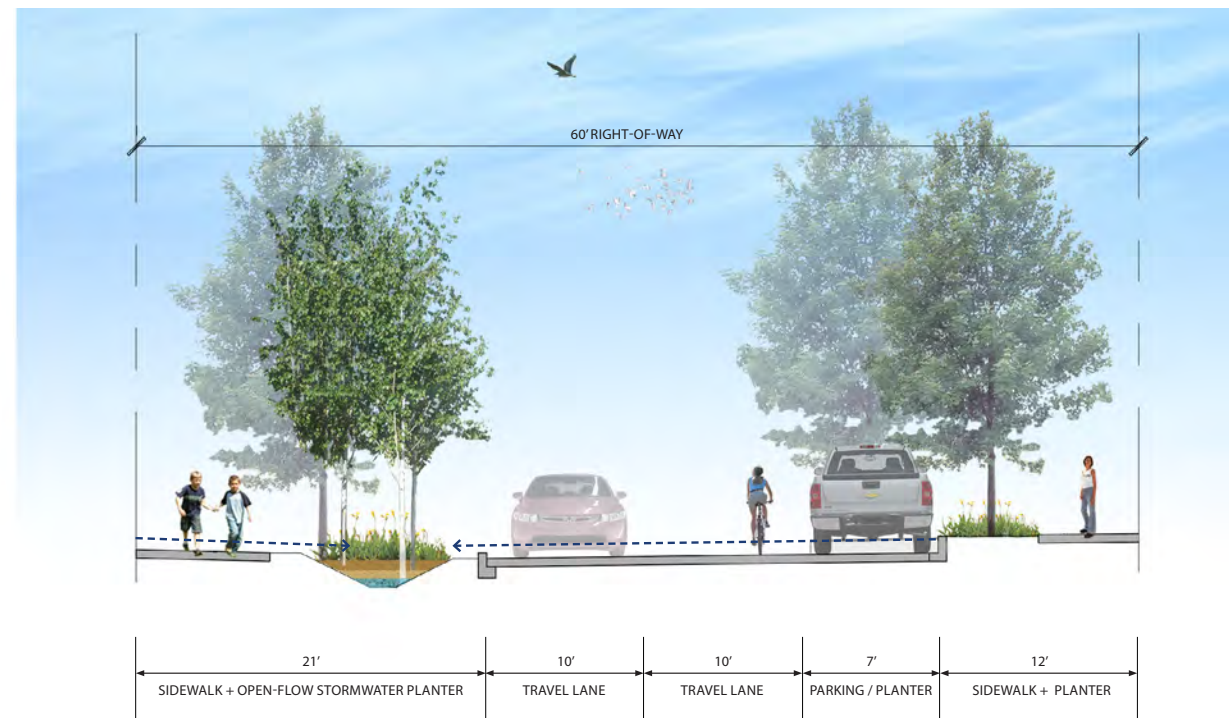 60' RIGHT-OF-WAY
21'
10'
10'
7'
12'
SIDEWALK + OPEN-FLOW STORMWATER PLANTER
TRAVEL LANE
TRAVEL LANE
PARKING / PLANTER
SIDEWALK + PLANTER